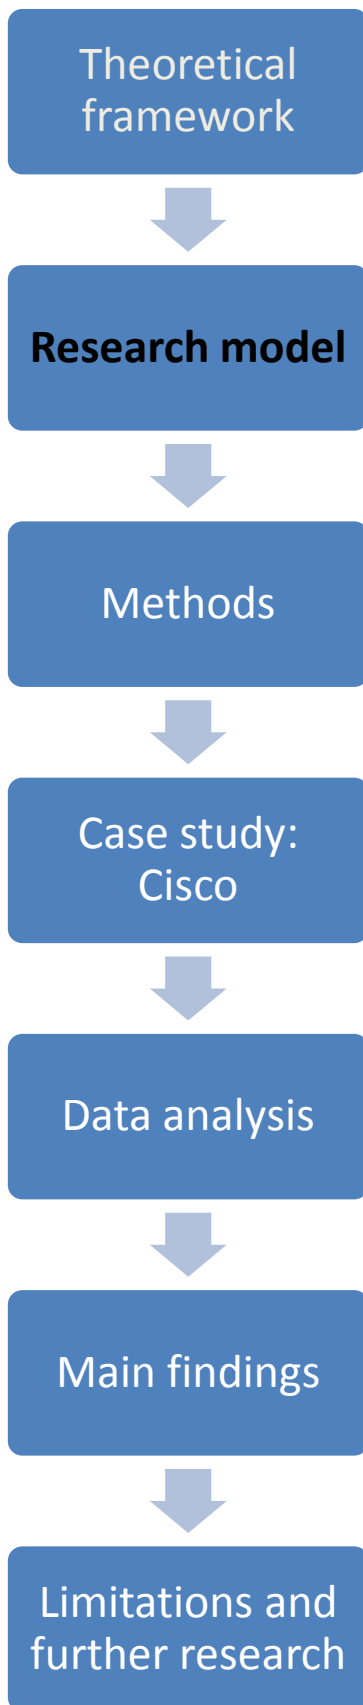 Theoretical
framework
Research model
Methods
Case study:
Cisco
Data analysis
Main findings
Limitations and
further research